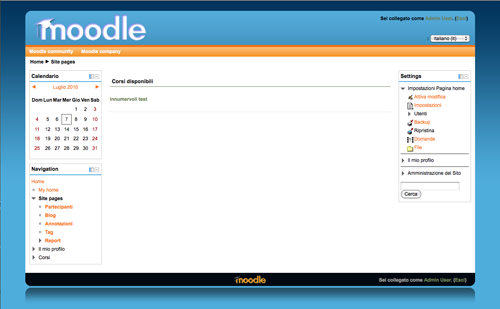 moodle
Sei collegato come Admin User. (Esci)
Italiano (it)
Moodle community Moodle company
Home ► Site pages
Calendario
◄ Luglio 2010 ►
Dom Lun Mar Mer Gio Ven Sab
1 2 3
4 5 6 7 8 9 10
11 12 13 14 15 16 17
18 19 20 21 22 23 24
25 26 27 28 29 30 31
Navigation
Home
My home
Site pages
Partecipanti
Blog
Annotazioni
Tag
Report
Il mio profilo
Corsi
Corsi disponibili
innumervoli test
Settings
Impostazioni Pagina home
Attiva modifica
Impostazioni
Utenti
Backup
Ripristina
Domande
File
Il mio profilo
Amministrazione del Sito
Cerca
moodle
Sei collegato come Admin User. (Esci)